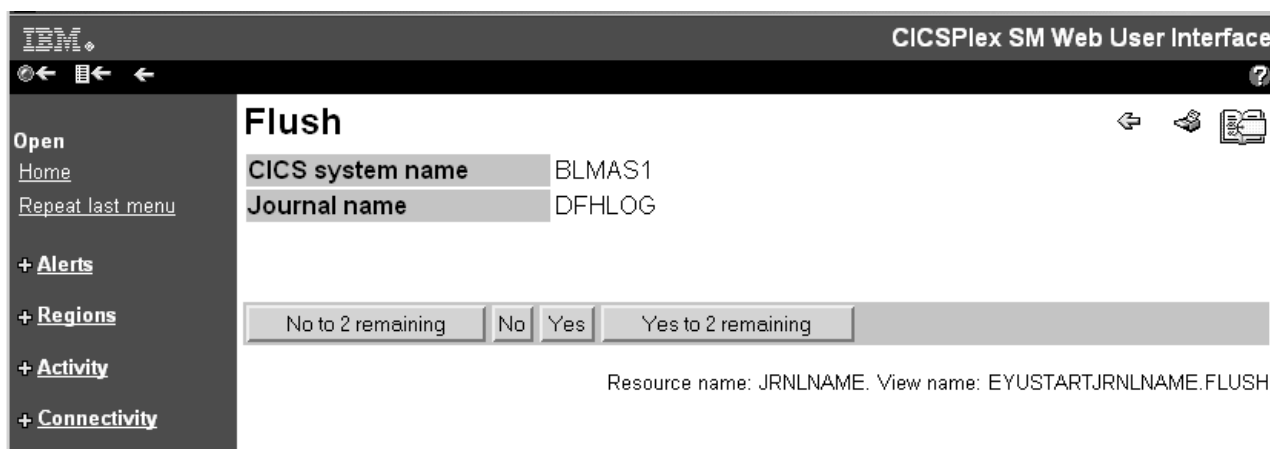 IBM.
CICSPlex SM Web User Interface
?
Open
Home
Repeat last menu
+ Alerts
+ Regions
+ Activity
+ Connectivity
Flush
CICS system name BLMAS1
Journal name DFHLOG
No to 2 remaining No Yes Yes to 2 remaining
Resource name: JRNLNAME. View name: EYUSTARTJRNLNAME.FLUSH